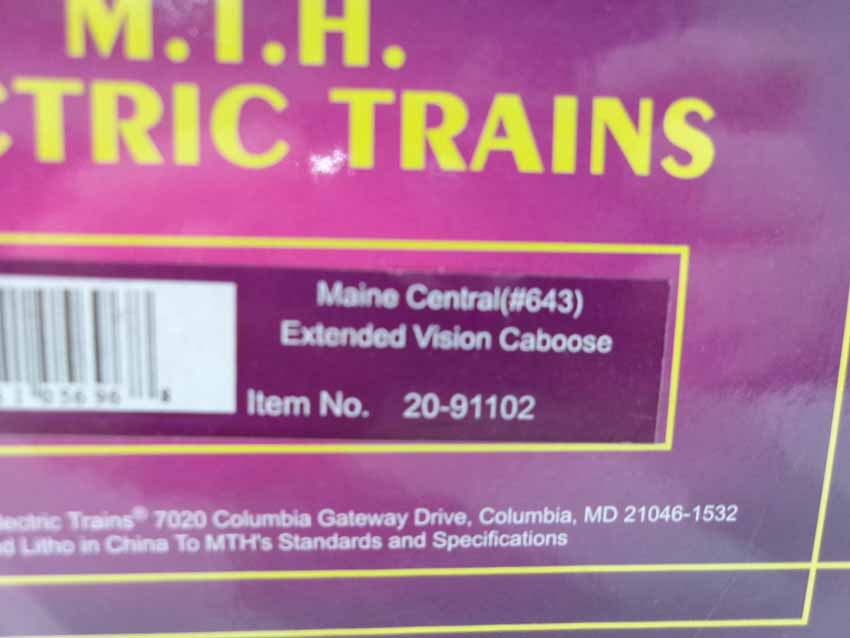 M.T.H.
CTRIC TRAINS
Maine Central(#643)
Extended Vision Caboose
Item No. 20-91102
lectric Trains® 7020 Columbia Gateway Drive, Columbia, MD 21046-1532
d Litho in China To MTH's Standards and Specifications